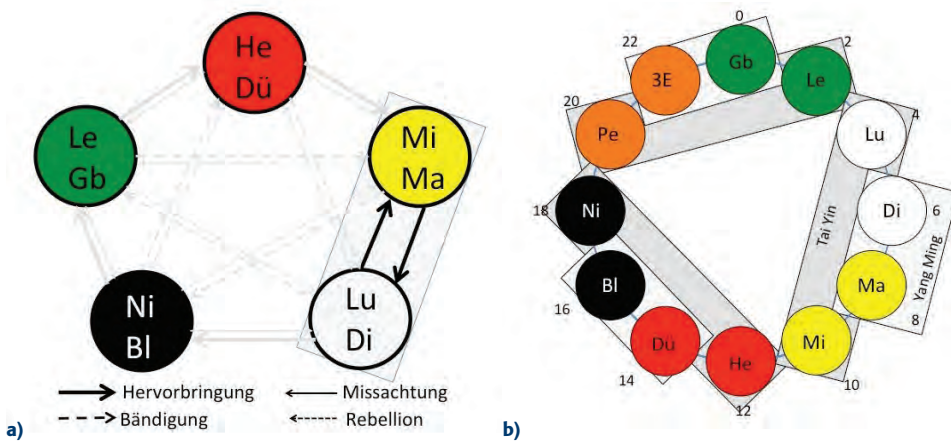 He
Dü
Le
Gb
Mi
Ma
Ni
Bl
Lu
Di
Hervorbringung
Missachtung
Bändigung
Rebellion
a)
0
22
2
Gb
3E
Le
20
4
Pe
Lu
Ni
18
Di
6
Tai Yin
Yang Ming
Bl
Ma
16
8
Dü
Mi
He
14
10
12
b)